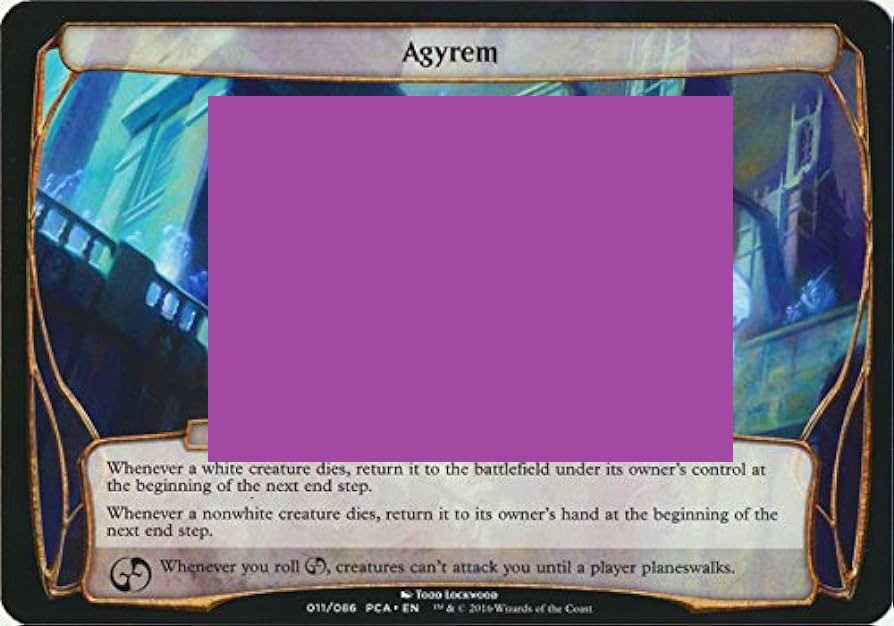 Agyrem
Whenever a white creature dies, return it to the battlefield under its owner's control at
the beginning of the next end step.
Whenever a nonwhite creature dies, return it to its owner's hand at the beginning of the
next end step.
Whenever you roll , creatures can't attack you until a player planeswalks.
Todd Lockwood
011/086 PCA • EN ™ & © 2016 Wizards of the Coast